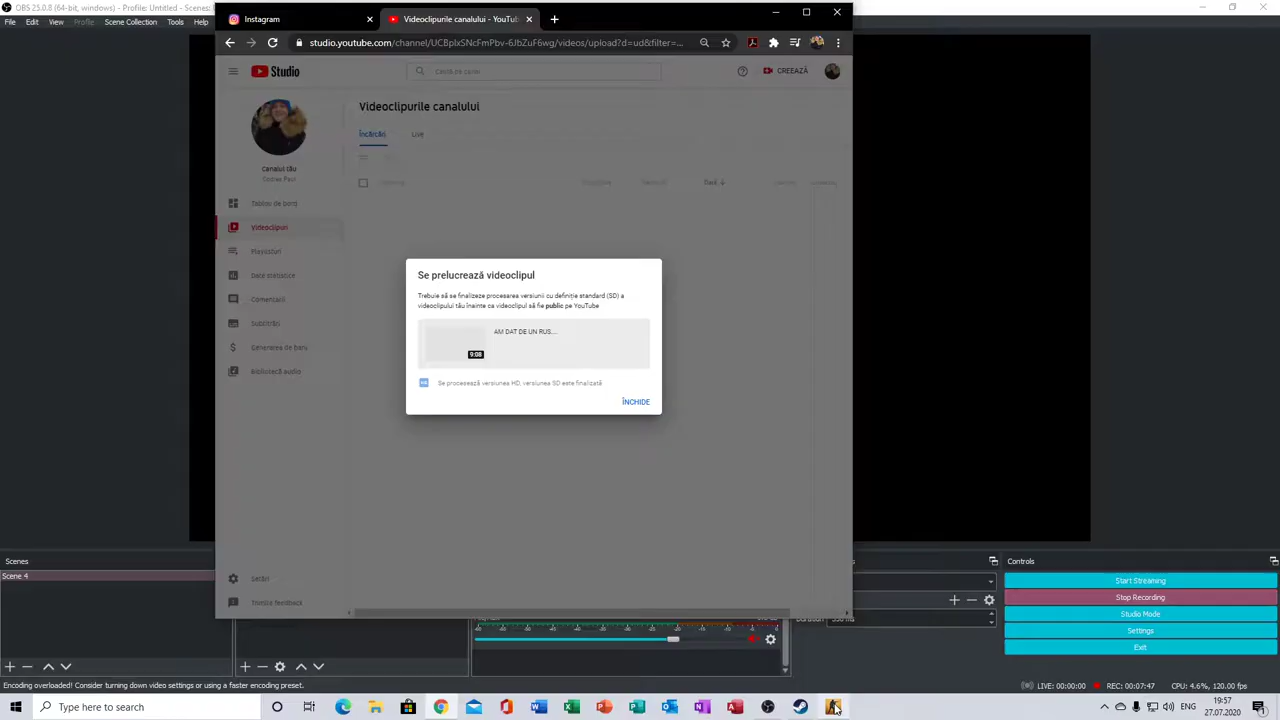 OBS 25.0.8 (64-bit, windows) - Profile: Untitled - Scenes:
File Edit View Profile Scene Collection Tools Help
Instagram
Videoclipurile canalului - YouTub
studio.youtube.com/channel/UCBplxSNcFmPbv-6JbZuF6wg/videos/upload?d=ud&filter=...
Studio
CREEAZĂ
Videoclipurile canalului
Încărcări Live
Canalul tău
Tablou de bord
Videoclipuri
Playlisturi
Date statistice
Comentarii
Subtitrări
Generarea de bani
Bibliotecă audio
Setări
Trimite feedback
Se prelucrează videoclipul
Trebuie să se finalizeze procesarea versiunii cu definiție standard (SD) a
videoclipului tău înainte ca videoclipul să fie public pe YouTube
AM DAT DE UN RUS....
9:08
HD Se procesează versiunea HD, versiunea SD este finalizată
ÎNCHIDE
Scenes
Scene 4
Controls
Start Streaming
Stop Recording
Studio Mode
Settings
Exit
Encoding overloaded! Consider turning down video settings or using a faster encoding preset.
LIVE: 00:00:00 REC: 00:07:47 CPU: 4.6%, 120.00 fps
Type here to search
ENG
19:57
27.07.2020